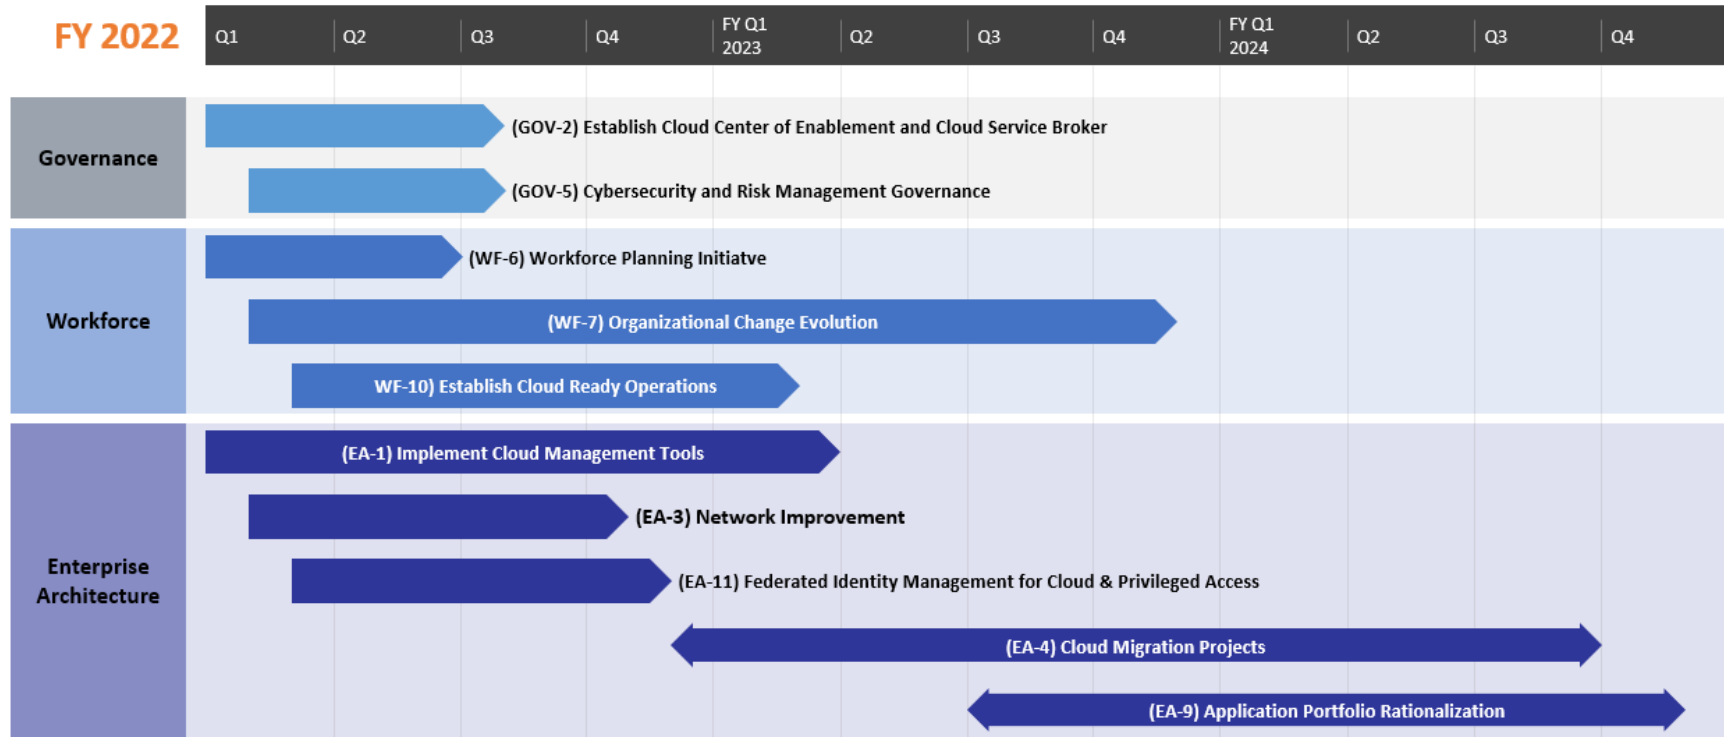 FY 2022
Q1
Q2
Q3
Q4
FY Q1
2023
Q2
Q3
Q4
FY Q1
2024
Q2
Q3
Q4
Governance
(GOV-2) Establish Cloud Center of Enablement and Cloud Service Broker
(GOV-5) Cybersecurity and Risk Management Governance
Workforce
(WF-6) Workforce Planning Initiatve
(WF-7) Organizational Change Evolution
WF-10) Establish Cloud Ready Operations
Enterprise
Architecture
(EA-1) Implement Cloud Management Tools
(EA-3) Network Improvement
(EA-11) Federated Identity Management for Cloud & Privileged Access
(EA-4) Cloud Migration Projects
(EA-9) Application Portfolio Rationalization